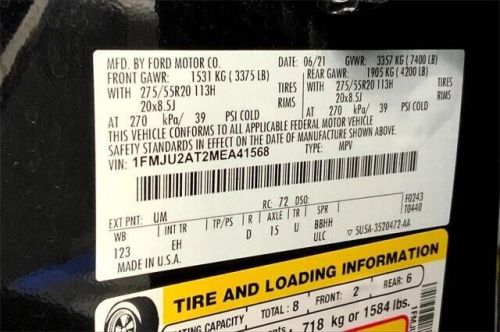 MFD. BY FORD MOTOR CO. DATE: 06/21 GVWR: 3357 KG (7400 LB)
FRONT GAWR: 1531 KG (3375 LB) REAR GAWR: 1905 KG (4200 LB)
WITH 275/55R20 113H TIRES WITH 275/55R20 113H TIRES
20x8.5J RIMS 20x8.5J RIMS
AT 270 kPa/ 39 PSI COLD AT 270 kPa/ 39 PSI COLD
THIS VEHICLE CONFORMS TO ALL APPLICABLE FEDERAL MOTOR VEHICLE
SAFETY STANDARDS IN EFFECT ON THE DATE OF MANUFACTURE SHOWN ABOVE.
VIN: 1FMJU2AT2MEA41568 TYPE: MPV
EXT PNT: UM RC: 72 DSO: F0243
T0440
WB INT TR TP/PS R AXLE TR SPR
123 EH D 15 U BBHH
ULC
MADE IN U.S.A. 5U5A-3520472-AA
TIRE AND LOADING INFORMATION
SEATING CAPACITY TOTAL: 8 FRONT: 2 REAR: 6
718 kg or 1584 lbs.
1FMJ